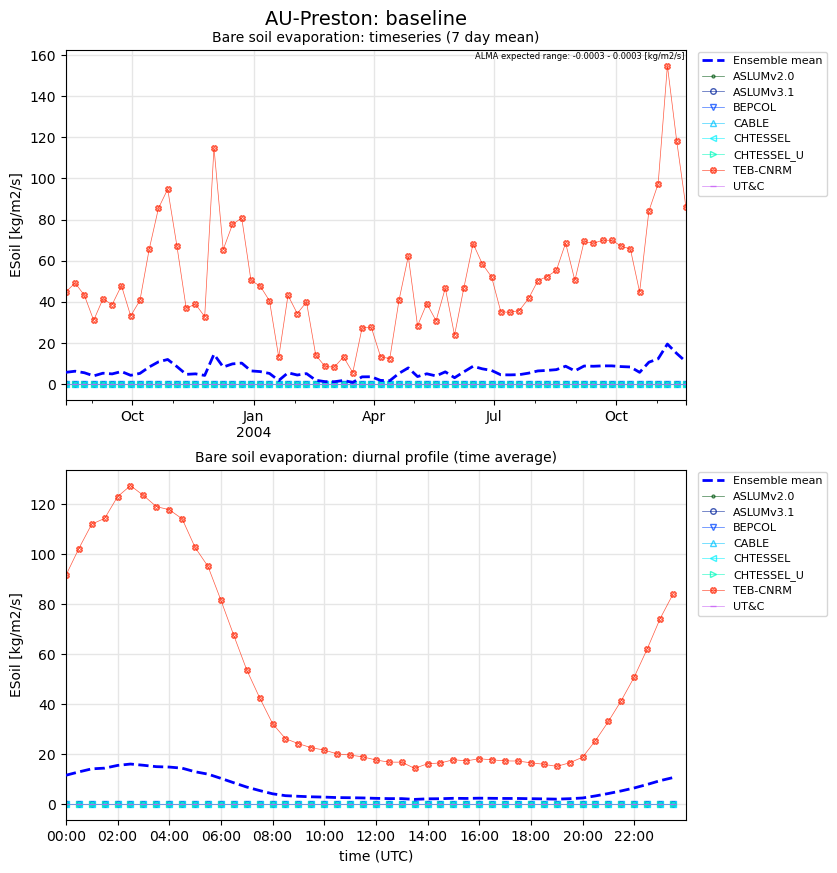 AU-Preston: baseline
Bare soil evaporation: timeseries (7 day mean)
ALMA expected range: -0.0003 - 0.0003 [kg/m2/s]
ESoil [kg/m2/s]
160
140
120
100
80
60
40
20
0
Oct
Jan
2004
Apr
Jul
Oct
Ensemble mean
ASLUMv2.0
ASLUMv3.1
BEPCOL
CABLE
CHTESSEL
CHTESSEL_U
TEB-CNRM
UT&C
Bare soil evaporation: diurnal profile (time average)
ESoil [kg/m2/s]
120
100
80
60
40
20
0
00:00
02:00
04:00
06:00
08:00
10:00
12:00
14:00
16:00
18:00
20:00
22:00
time (UTC)
Ensemble mean
ASLUMv2.0
ASLUMv3.1
BEPCOL
CABLE
CHTESSEL
CHTESSEL_U
TEB-CNRM
UT&C